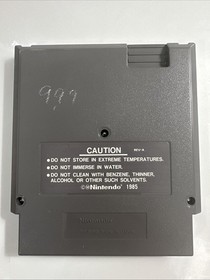 999
CAUTION
REV-A
• DO NOT STORE IN EXTREME TEMPERATURES.
• DO NOT IMMERSE IN WATER.
• DO NOT CLEAN WITH BENZENE, THINNER,
ALCOHOL OR OTHER SUCH SOLVENTS.
©®Nintendo® 1985